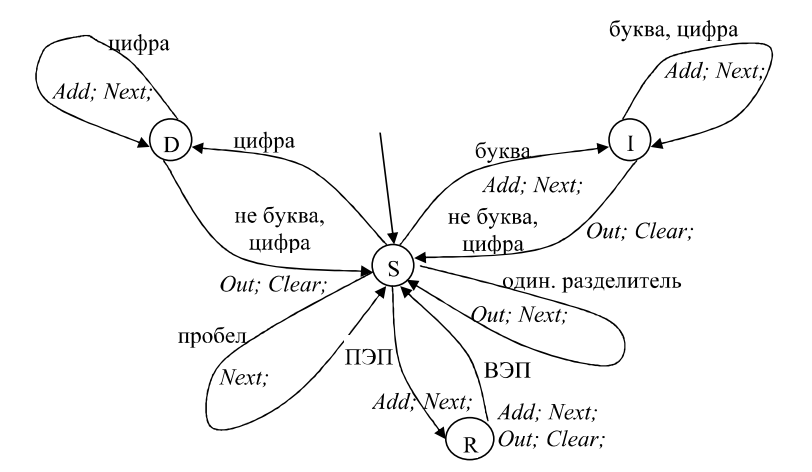 цифра
Add; Next;
D
цифра
не буква,
цифра
Out; Clear;
буква, цифра
Add; Next;
I
буква
Add; Next;
не буква,
цифра
Out; Clear;
S
один. разделитель
Out; Next;
пробел
Next;
ПЭП
Add; Next;
ВЭП
Add; Next;
Out; Clear;
R